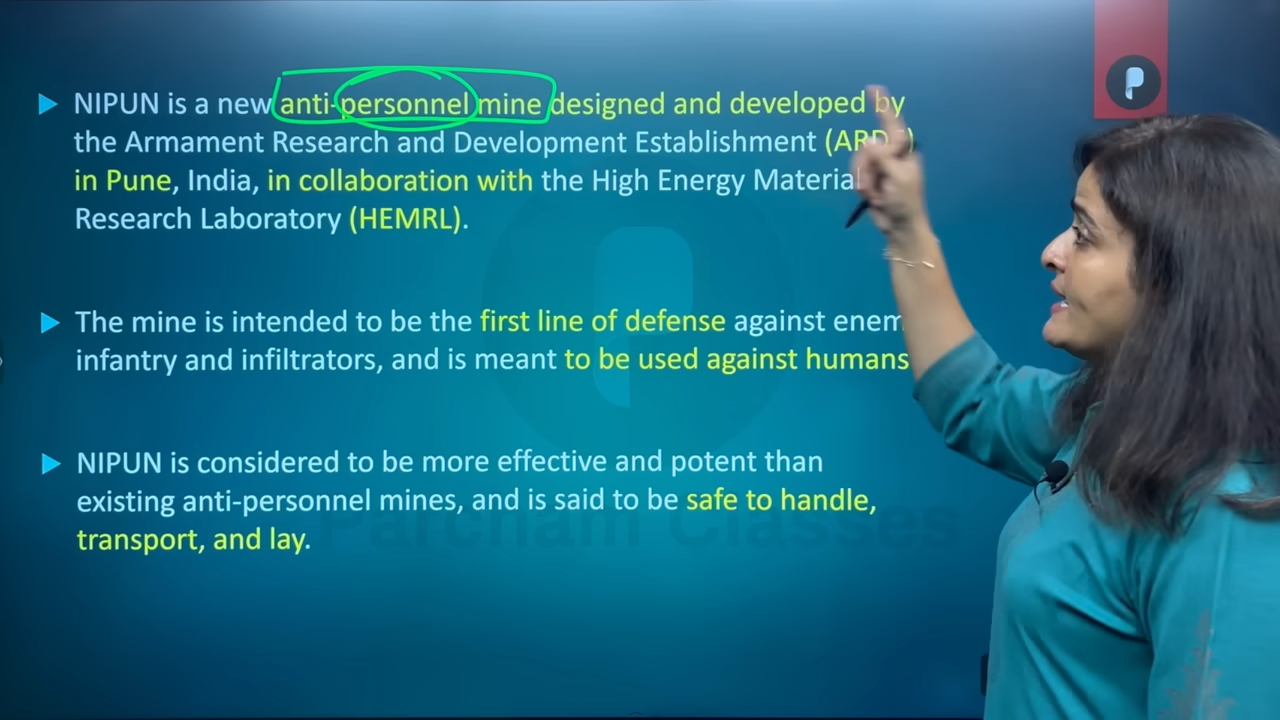 NIPUN is a new anti-personnel mine designed and developed by
the Armament Research and Development Establishment (ARDE)
in Pune, India, in collaboration with the High Energy Material
Research Laboratory (HEMRL).
The mine is intended to be the first line of defense against
infantry and infiltrators, and is meant to be used against humans
NIPUN is considered to be more effective and potent than
existing anti-personnel mines, and is said to be safe to handle,
transport, and lay.
Parcham Classes